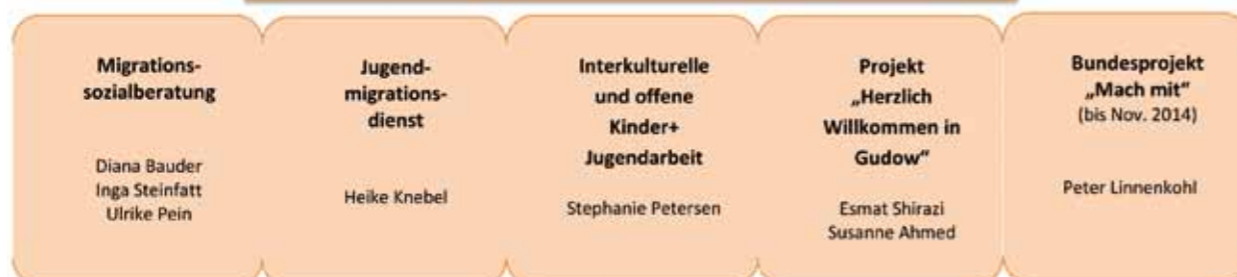 Migrations-
sozialberatung
Diana Bauder
Inga Steinfatt
Ulrike Pein
Jugend-
migrations-
dienst
Heike Knebel
Interkulturelle
und offene
Kinder+
Jugendarbeit
Stephanie Petersen
Projekt
„Herzlich
Willkommen in
Gudow“
Esmat Shirazi
Susanne Ahmed
Bundesprojekt
„Mach mit“
(bis Nov. 2014)
Peter Linnenkohl